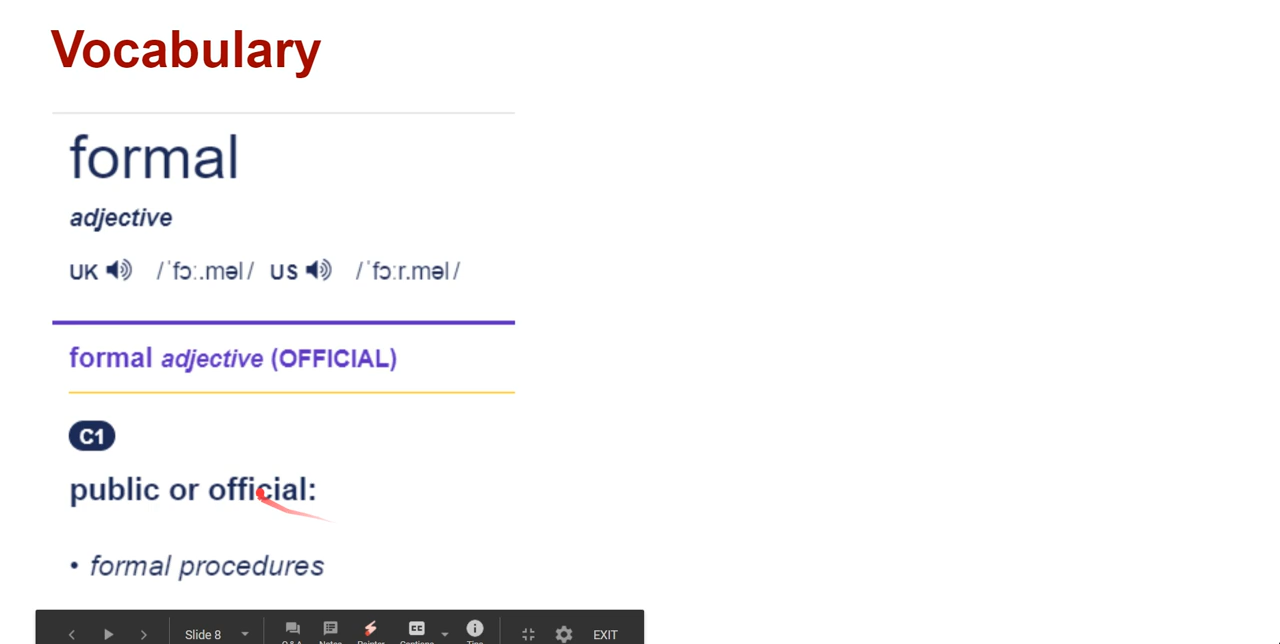 Vocabulary
formal
adjective
UK /ˈfɔː.məl/ US /ˈfɔːr.məl/
formal adjective (OFFICIAL)
C1
public or official:
• formal procedures
Slide 8 CC EXIT